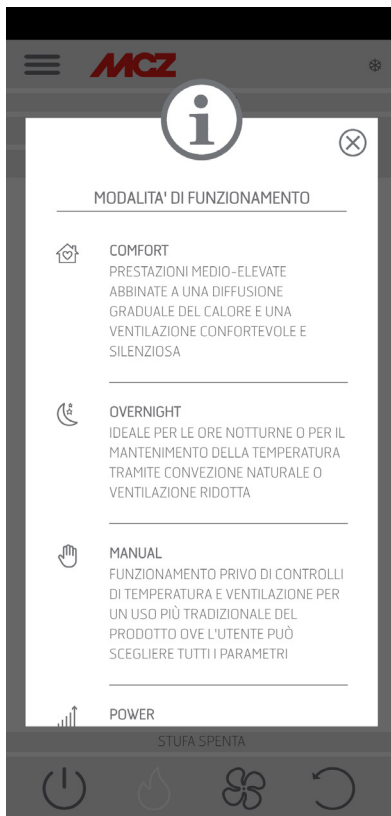 MCZ
i
MODALITA' DI FUNZIONAMENTO
COMFORT
PRESTAZIONI MEDIO-ELEVATE
ABBINATE A UNA DIFFUSIONE
GRADUALE DEL CALORE E UNA
VENTILAZIONE CONFORTEVOLE E
SILENZIOSA
OVERNIGHT
IDEALE PER LE ORE NOTTURNE O PER IL
MANTENIMENTO DELLA TEMPERATURA
TRAMITE CONVEZIONE NATURALE O
VENTILAZIONE RIDOTTA
MANUAL
FUNZIONAMENTO PRIVO DI CONTROLLI
DI TEMPERATURA E VENTILAZIONE PER
UN USO PIÙ TRADIZIONALE DEL
PRODOTTO OVE L'UTENTE PUÒ
SCEGLIERE TUTTI I PARAMETRI
POWER
STUFA SPENTA